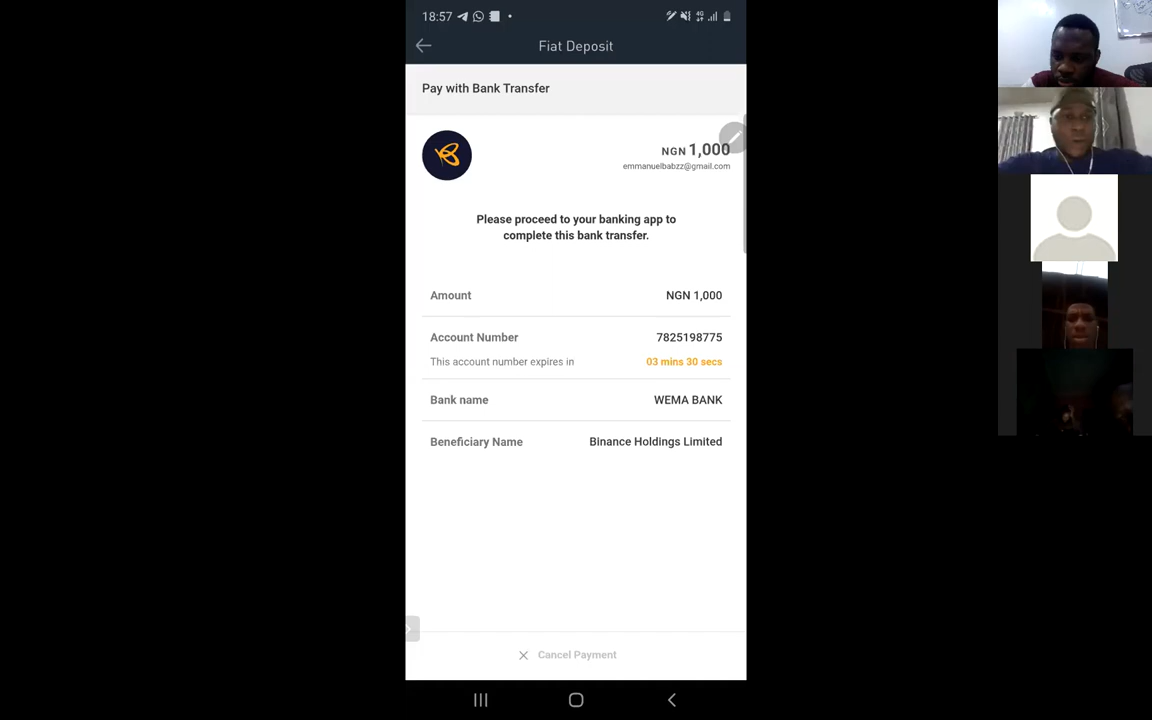 18:57
4G
Fiat Deposit
Pay with Bank Transfer
NGN 1,000
emmanuelbabzz@gmail.com
Please proceed to your banking app to
complete this bank transfer.
Amount NGN 1,000
Account Number 7825198775
This account number expires in 03 mins 30 secs
Bank name WEMA BANK
Beneficiary Name Binance Holdings Limited
Cancel Payment